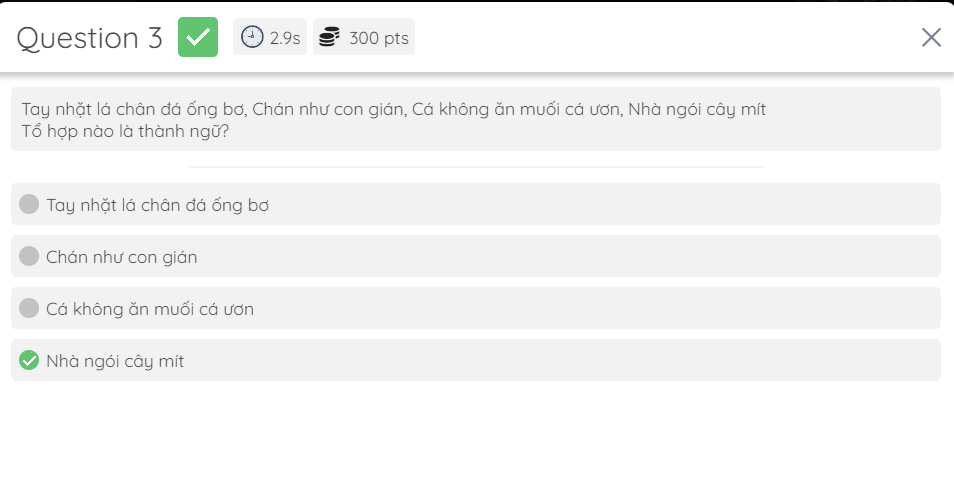 Question 3
2.9s
300 pts
Tay nhặt lá chân đá ống bơ, Chán như con gián, Cá không ăn muối cá ươn, Nhà ngói cây mít
Tổ hợp nào là thành ngữ?
Tay nhặt lá chân đá ống bơ
Chán như con gián
Cá không ăn muối cá ươn
Nhà ngói cây mít